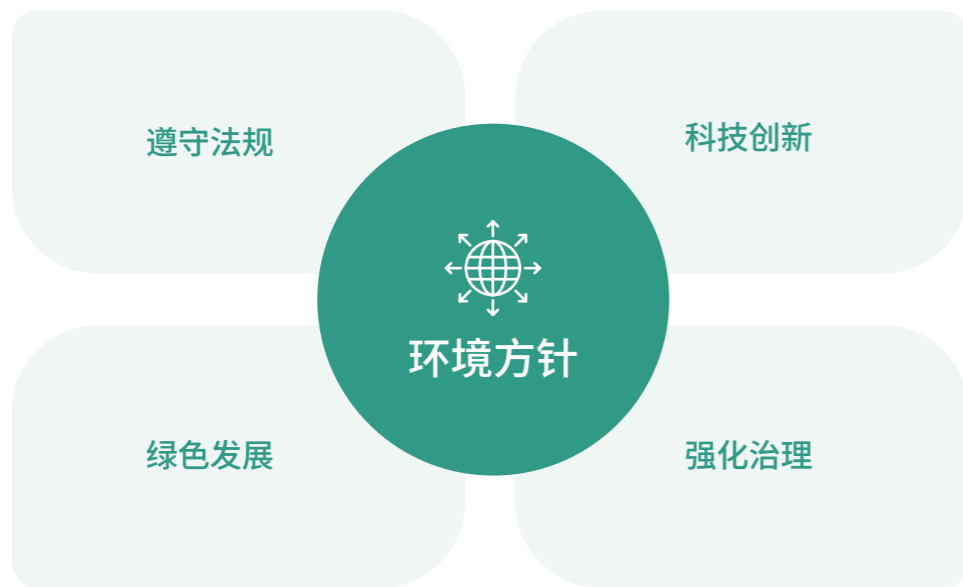 遵守法规
科技创新
环境方针
绿色发展
强化治理